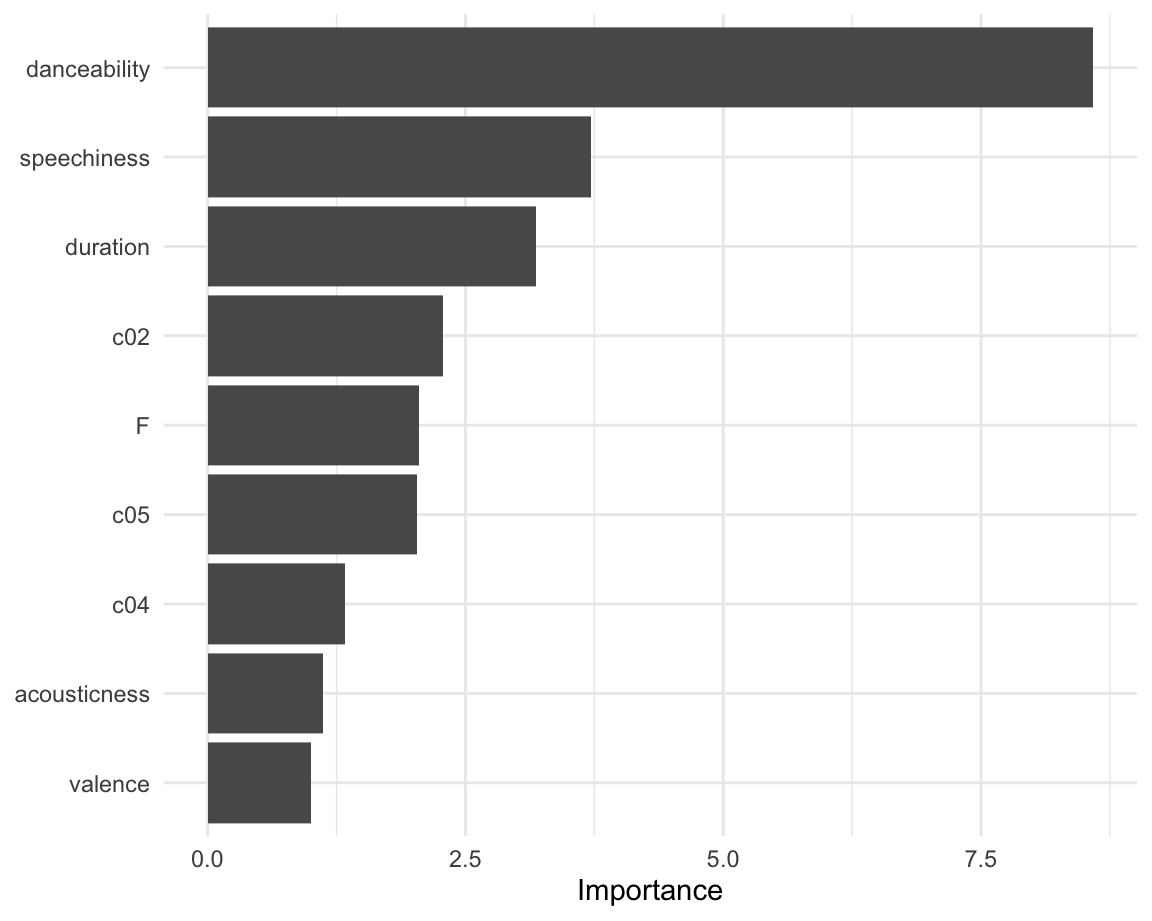 danceability
speechiness
duration
c02
F
c05
c04
acousticness
valence
0.0 2.5 5.0 7.5
Importance